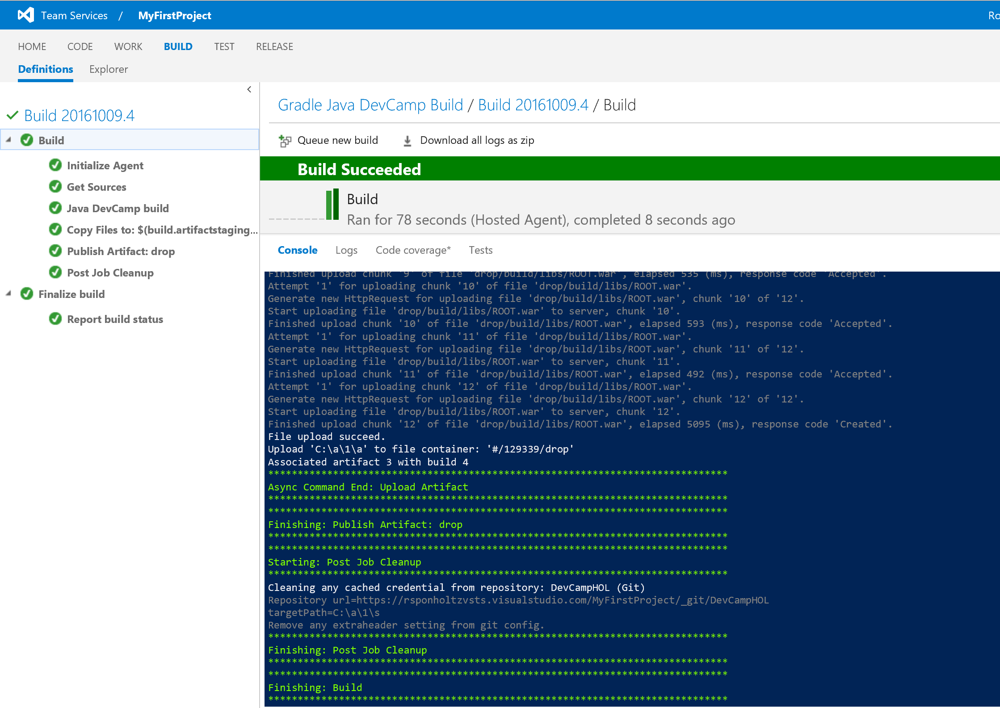 Team Services / MyFirstProject Ro
HOME CODE WORK BUILD TEST RELEASE
Definitions Explorer
Build 20161009.4
Build
Initialize Agent
Get Sources
Java DevCamp build
Copy Files to: $(build.artifactstaging...
Publish Artifact: drop
Post Job Cleanup
Finalize build
Report build status
Gradle Java DevCamp Build / Build 20161009.4 / Build
Queue new build Download all logs as zip
Build Succeeded
Build
Ran for 78 seconds (Hosted Agent), completed 8 seconds ago
Console Logs Code coverage* Tests
Finished upload chunk '9' of file 'drop/build/libs/ROOT.war', elapsed 535 (ms), response code 'Accepted'.
Attempt '1' for uploading chunk '10' of file 'drop/build/libs/ROOT.war'.
Generate new HttpRequest for uploading file 'drop/build/libs/ROOT.war', chunk '10' of '12'.
Start uploading file 'drop/build/libs/ROOT.war' to server, chunk '10'.
Finished upload chunk '10' of file 'drop/build/libs/ROOT.war', elapsed 593 (ms), response code 'Accepted'.
Attempt '1' for uploading chunk '11' of file 'drop/build/libs/ROOT.war'.
Generate new HttpRequest for uploading file 'drop/build/libs/ROOT.war', chunk '11' of '12'.
Start uploading file 'drop/build/libs/ROOT.war' to server, chunk '11'.
Finished upload chunk '11' of file 'drop/build/libs/ROOT.war', elapsed 492 (ms), response code 'Accepted'.
Attempt '1' for uploading chunk '12' of file 'drop/build/libs/ROOT.war'.
Generate new HttpRequest for uploading file 'drop/build/libs/ROOT.war', chunk '12' of '12'.
Start uploading file 'drop/build/libs/ROOT.war' to server, chunk '12'.
Finished upload chunk '12' of file 'drop/build/libs/ROOT.war', elapsed 5095 (ms), response code 'Created'.
File upload succeed.
Upload 'C:\a\1\a' to file container: '#/129339/drop'
Associated artifact 3 with build 4
******************************************************************************
Async Command End: Upload Artifact
******************************************************************************
******************************************************************************
Finishing: Publish Artifact: drop
******************************************************************************
******************************************************************************
Starting: Post Job Cleanup
******************************************************************************
Cleaning any cached credential from repository: DevCampHOL (Git)
Repository url=https://rsponholtzvsts.visualstudio.com/MyFirstProject/_git/DevCampHOL
targetPath=C:\a\1\s
Remove any extraheader setting from git config.
******************************************************************************
Finishing: Post Job Cleanup
******************************************************************************
******************************************************************************
Finishing: Build
******************************************************************************